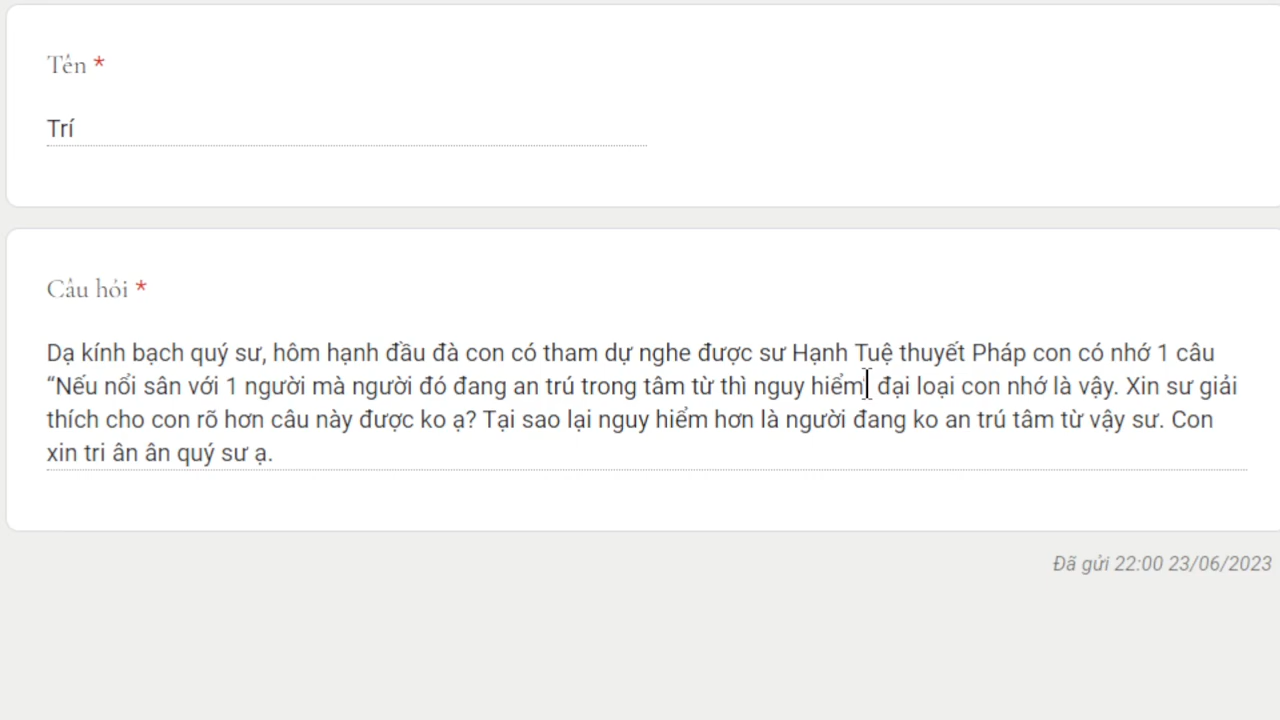 Tên *
Trí
Câu hỏi *
Dạ kính bạch quý sư, hôm hạnh đầu đà con có tham dự nghe được sư Hạnh Tuệ thuyết Pháp con có nhớ 1 câu
“Nếu nổi sân với 1 người mà người đó đang an trú trong tâm từ thì nguy hiểm đại loại con nhớ là vậy. Xin sư giải
thích cho con rõ hơn câu này được ko ạ? Tại sao lại nguy hiểm hơn là người đang ko an trú tâm từ vậy sư. Con
xin tri ân ân quý sư ạ.
Đã gửi 22:00 23/06/2023